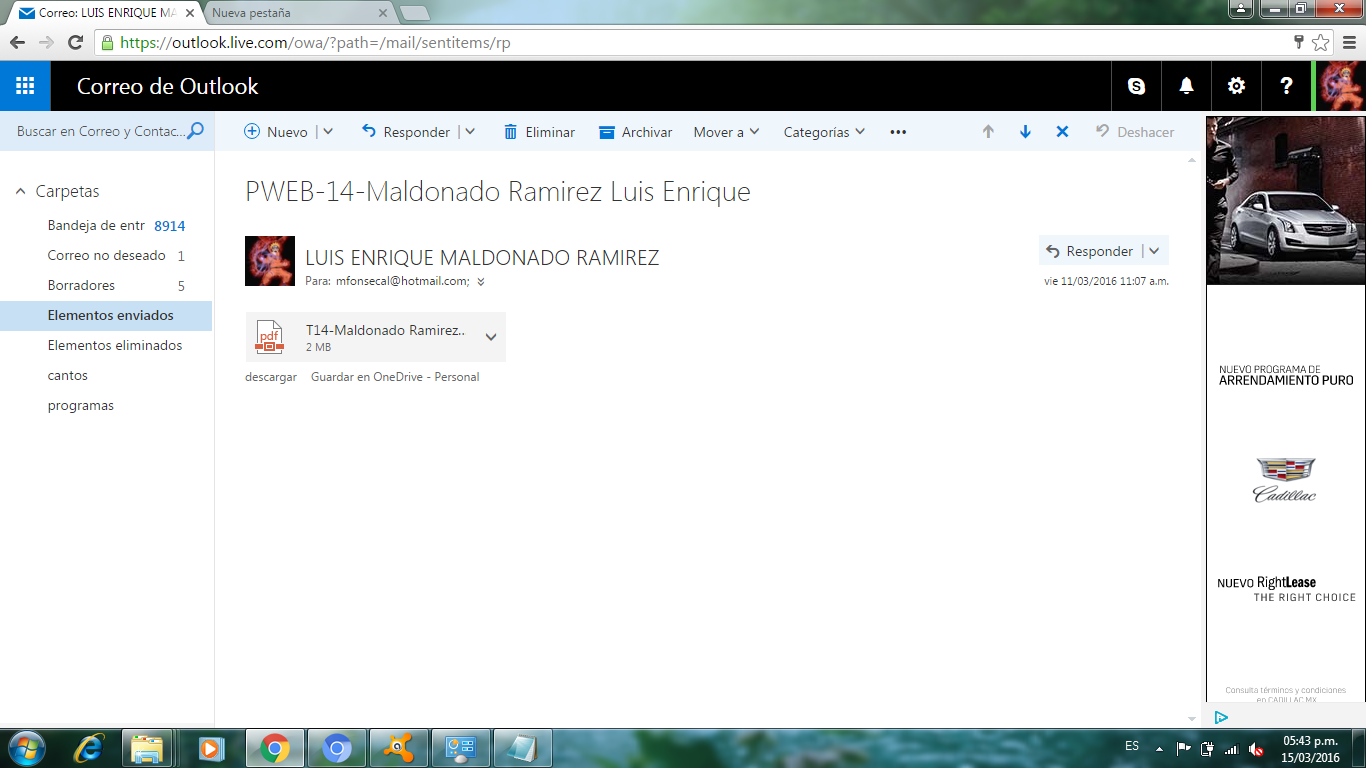 Correo: LUIS ENRIQUE MA
Nueva pestaña
https://outlook.live.com/owa/?path=/mail/sentitems/rp
Correo de Outlook
Buscar en Correo y Contac...
Nuevo
Responder
Eliminar
Archivar
Mover a
Categorías
Deshacer
Carpetas
Bandeja de entr 8914
Correo no deseado 1
Borradores 5
Elementos enviados
Elementos eliminados
cantos
programas
PWEB-14-Maldonado Ramirez Luis Enrique
LUIS ENRIQUE MALDONADO RAMIREZ
Para: mfonsecal@hotmail.com;
Responder
vie 11/03/2016 11:07 a.m.
pdf
T14-Maldonado Ramirez..
2 MB
descargar Guardar en OneDrive - Personal
NUEVO PROGRAMA DE
ARRENDAMIENTO PURO
Cadillac
NUEVO RightLease
THE RIGHT CHOICE
Consulta términos y condiciones
en CADILLAC.MX
ES
05:43 p.m.
15/03/2016